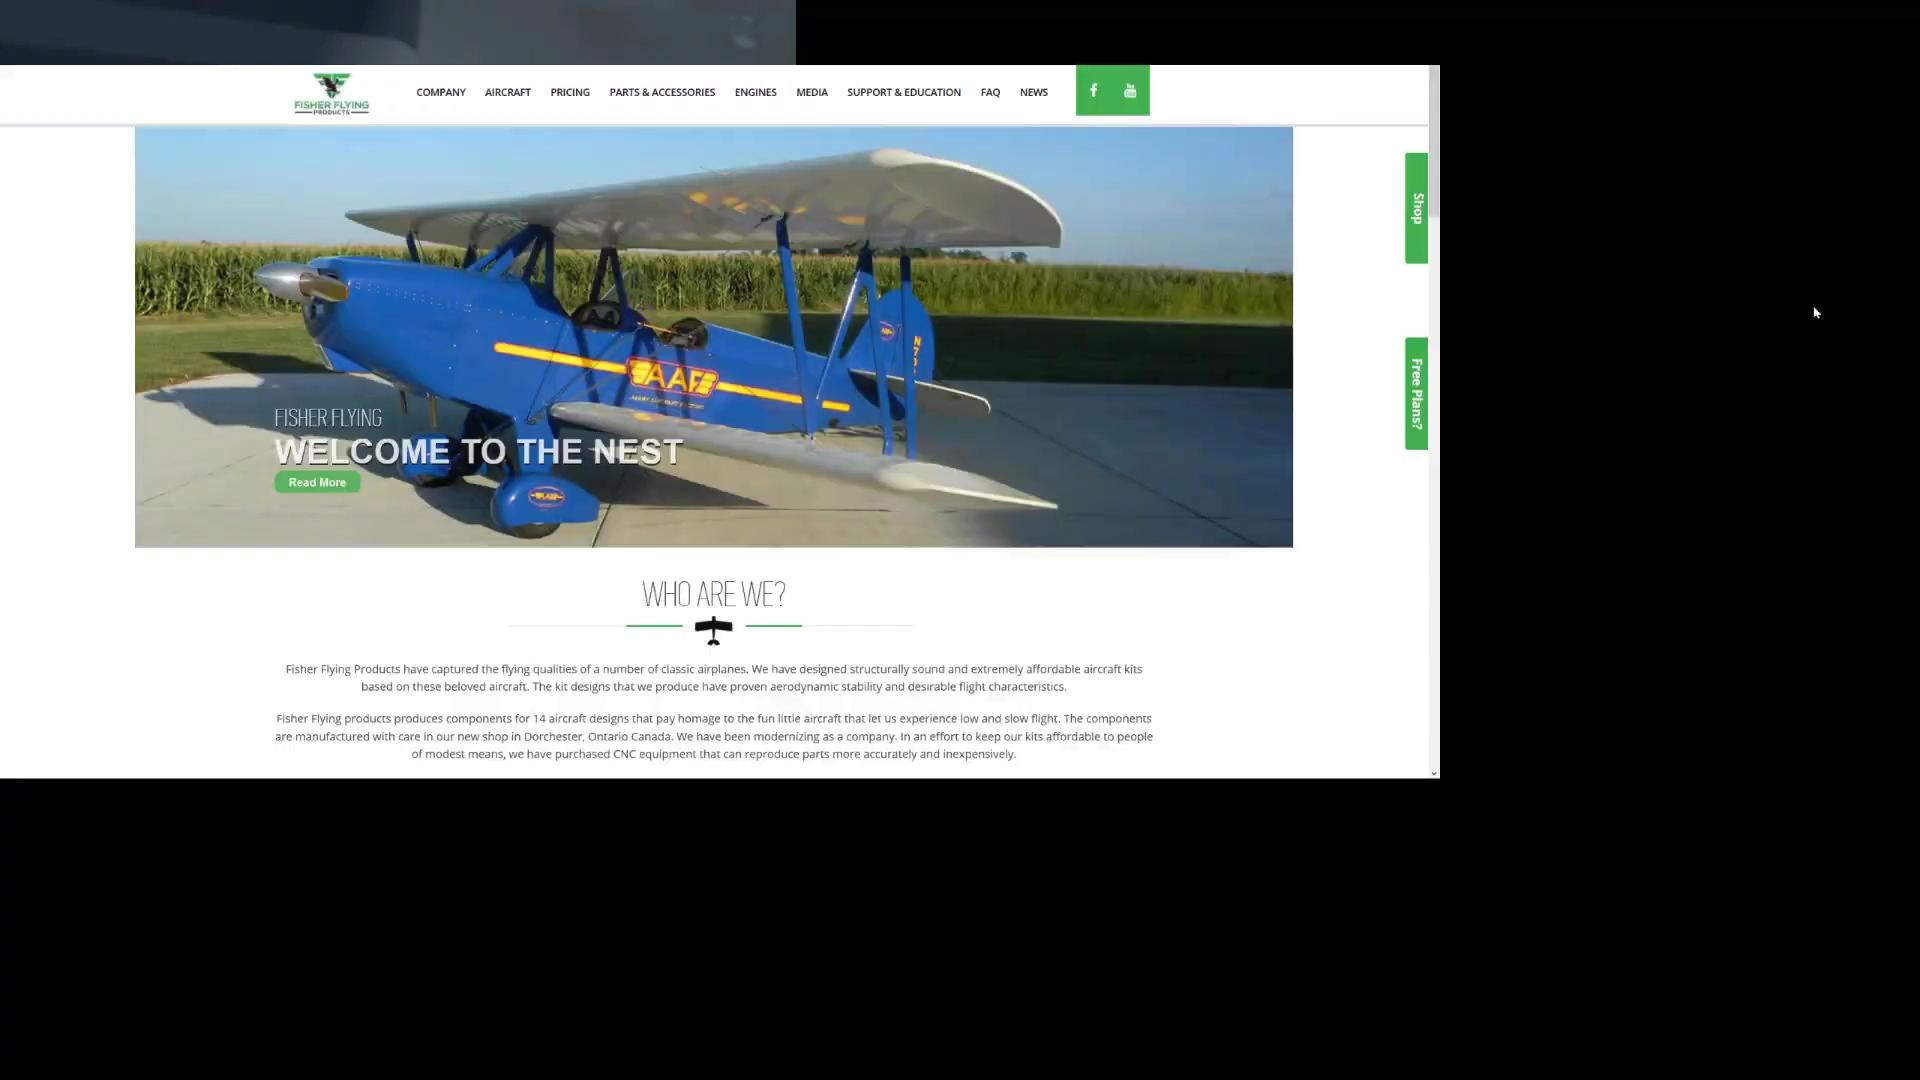 FISHER FLYING
PRODUCTS
COMPANY AIRCRAFT PRICING PARTS & ACCESSORIES ENGINES MEDIA SUPPORT & EDUCATION FAQ NEWS
Shop
Free Plans?
AAF
FISHER FLYING
WELCOME TO THE NEST
Read More
WHO ARE WE?
Fisher Flying Products have captured the flying qualities of a number of classic airplanes. We have designed structurally sound and extremely affordable aircraft kits
based on these beloved aircraft. The kit designs that we produce have proven aerodynamic stability and desirable flight characteristics.
Fisher Flying products produces components for 14 aircraft designs that pay homage to the fun little aircraft that let us experience low and slow flight. The components
are manufactured with care in our new shop in Dorchester, Ontario Canada. We have been modernizing as a company. In an effort to keep our kits affordable to people
of modest means, we have purchased CNC equipment that can reproduce parts more accurately and inexpensively.